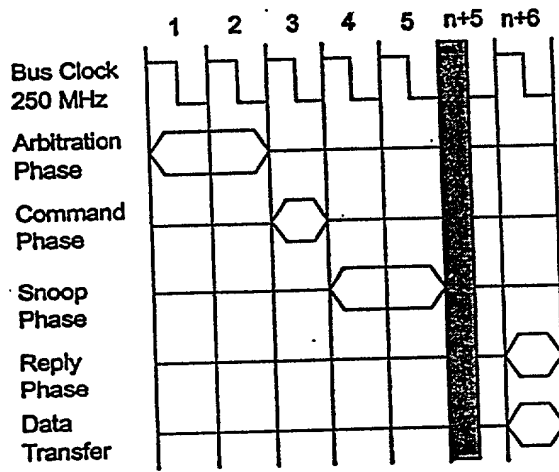 1 2 3 4 5 n+5 n+6
Bus Clock
250 MHz
Arbitration
Phase
Command
Phase
Snoop
Phase
Reply
Phase
Data
Transfer